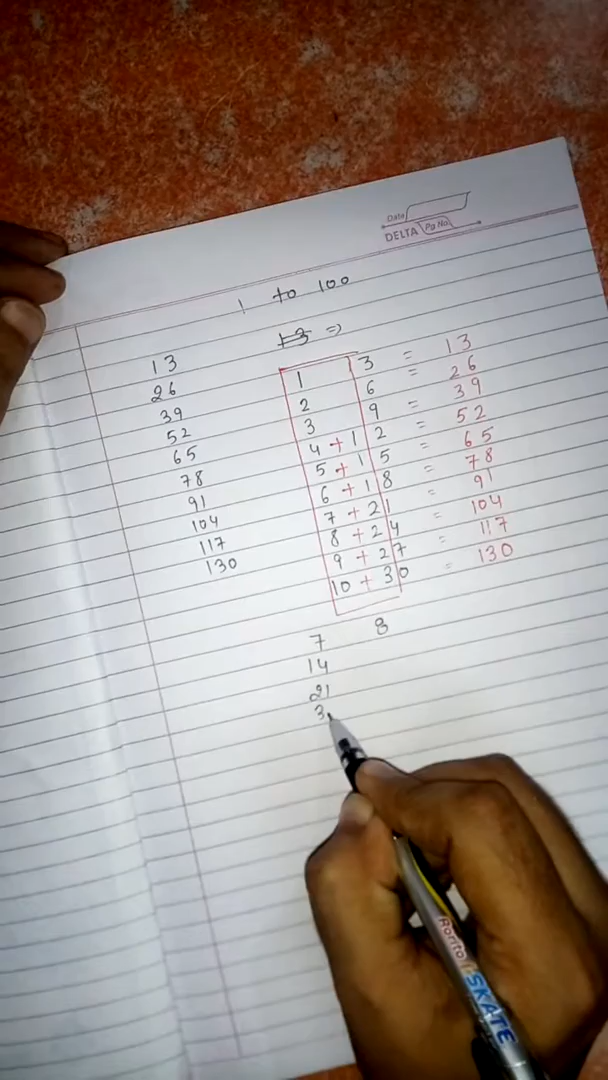 Date
DELTA Pg No.
1 to 100
13 =>
13
26
39
52
65
78
91
104
117
130
1 3 = 13
2 6 = 26
3 9 = 39
4 + 1 2 = 52
5 + 1 5 = 65
6 + 1 8 = 78
7 + 2 1 = 91
8 + 2 4 = 104
9 + 2 7 = 117
10 + 3 0 = 130
7 8
14
21
3
Rorito SKATE